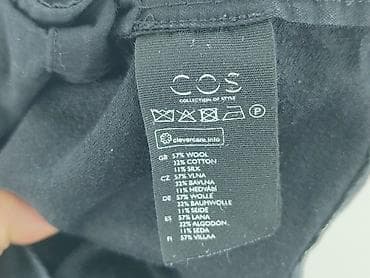 COS
COLLECTION OF STYLE
P
clevercare.info
GB 57% WOOL
32% COTTON
11% SILK
CZ 57% VLNA
32% BAVLNA
11% HEDVÁBÍ
DE 57% WOLLE
32% BAUMWOLLE
11% SEIDE
ES 57% LANA
32% ALGODÓN
11% SEDA
FI 57% VILLAA